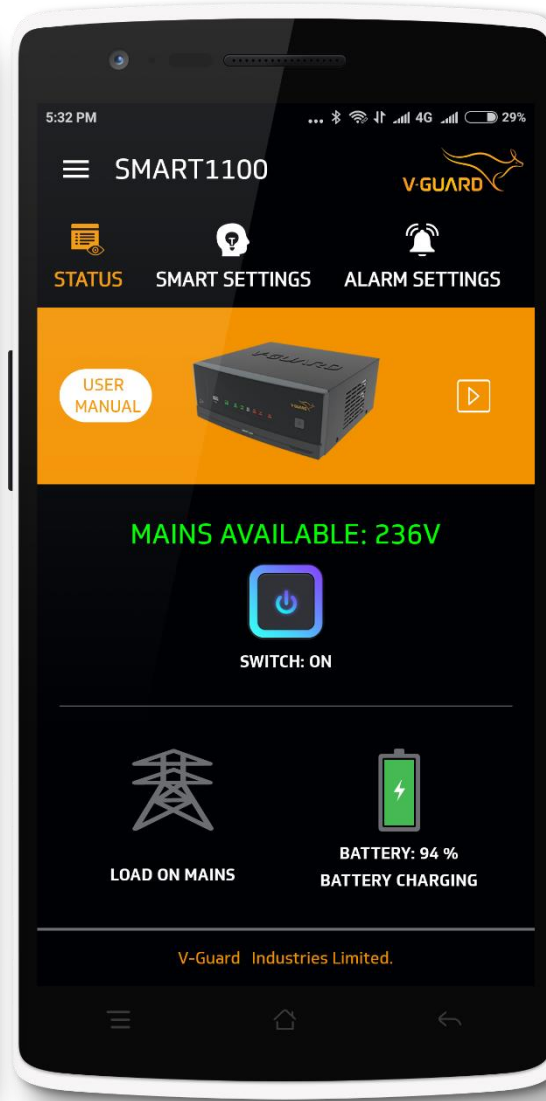 5:32 PM ... 4G 29%
SMART1100
V-GUARD
STATUS SMART SETTINGS ALARM SETTINGS
USER
MANUAL
V-GUARD
MAINS AVAILABLE: 236V
SWITCH: ON
LOAD ON MAINS
BATTERY: 94 %
BATTERY CHARGING
V-Guard Industries Limited.